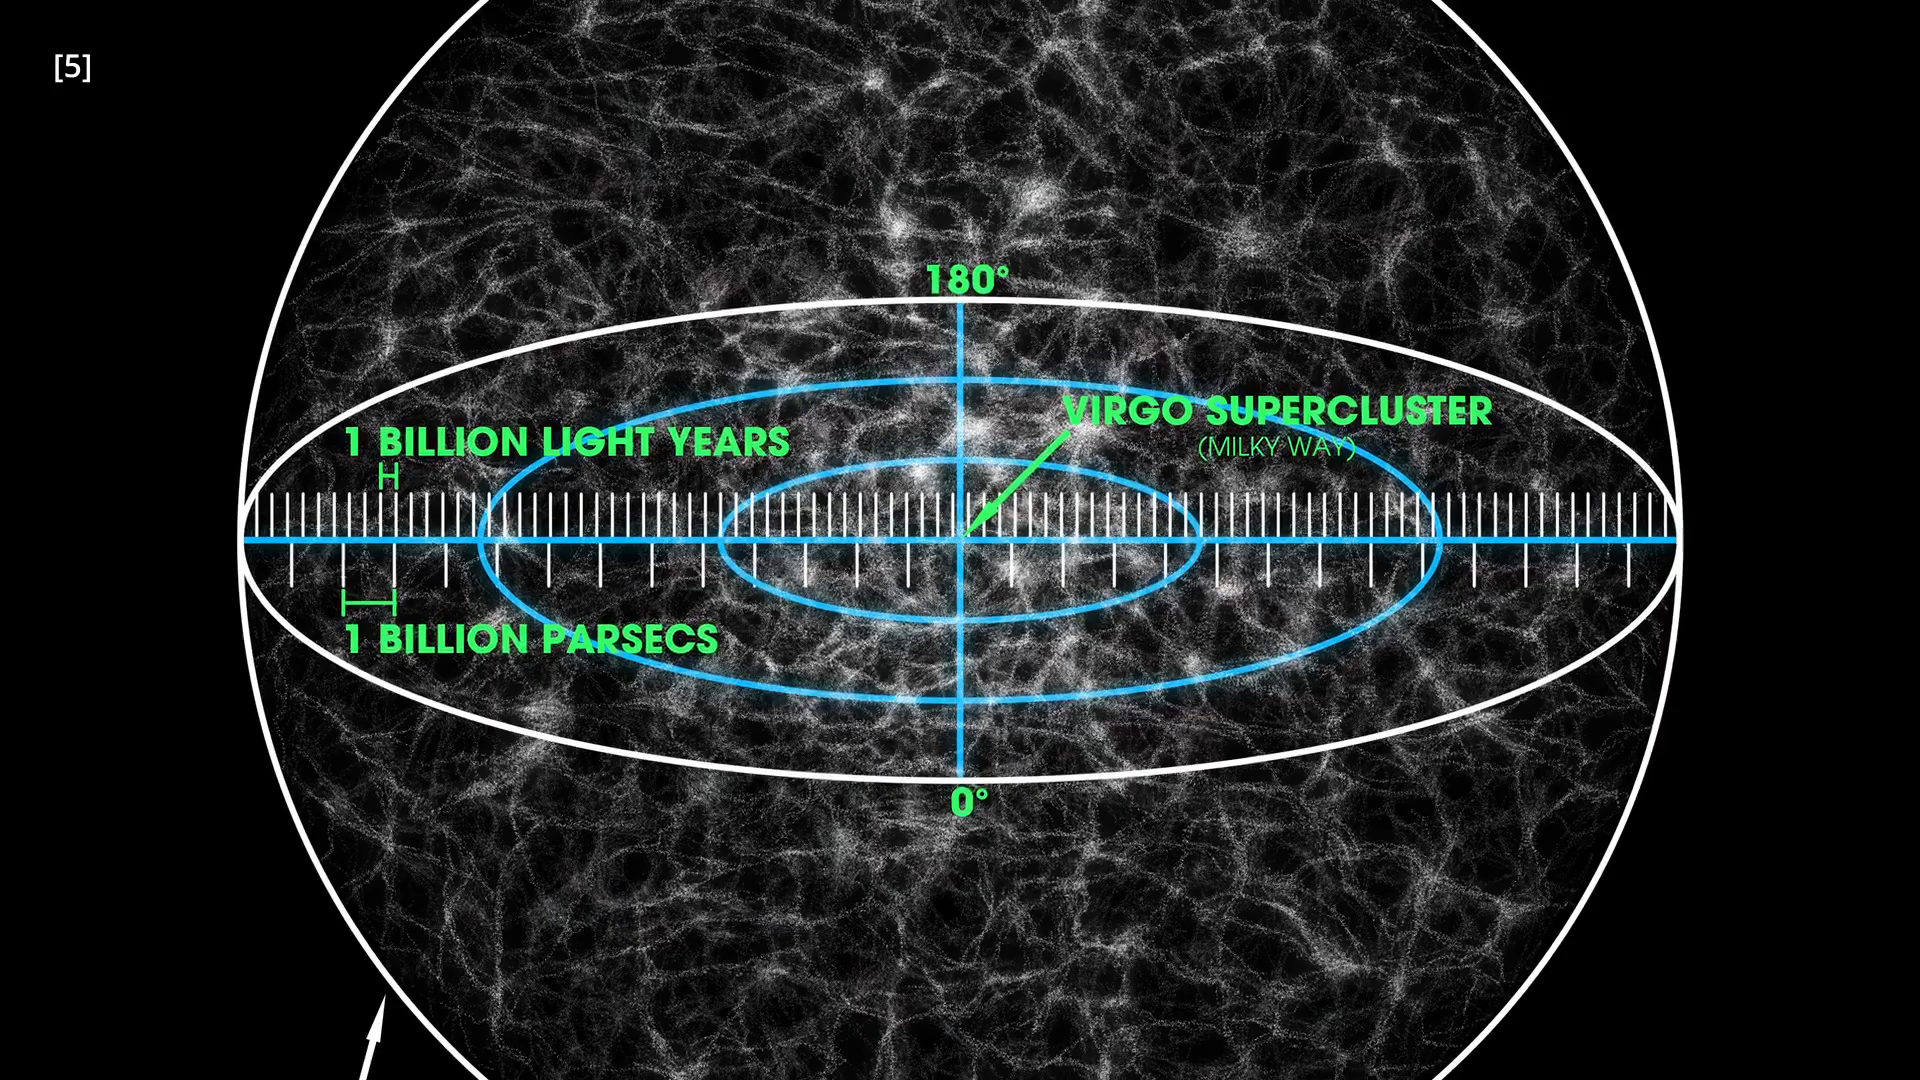 [5]
180°
VIRGO SUPERCLUSTER
(MILKY WAY)
1 BILLION LIGHT YEARS
1 BILLION PARSECS
0°